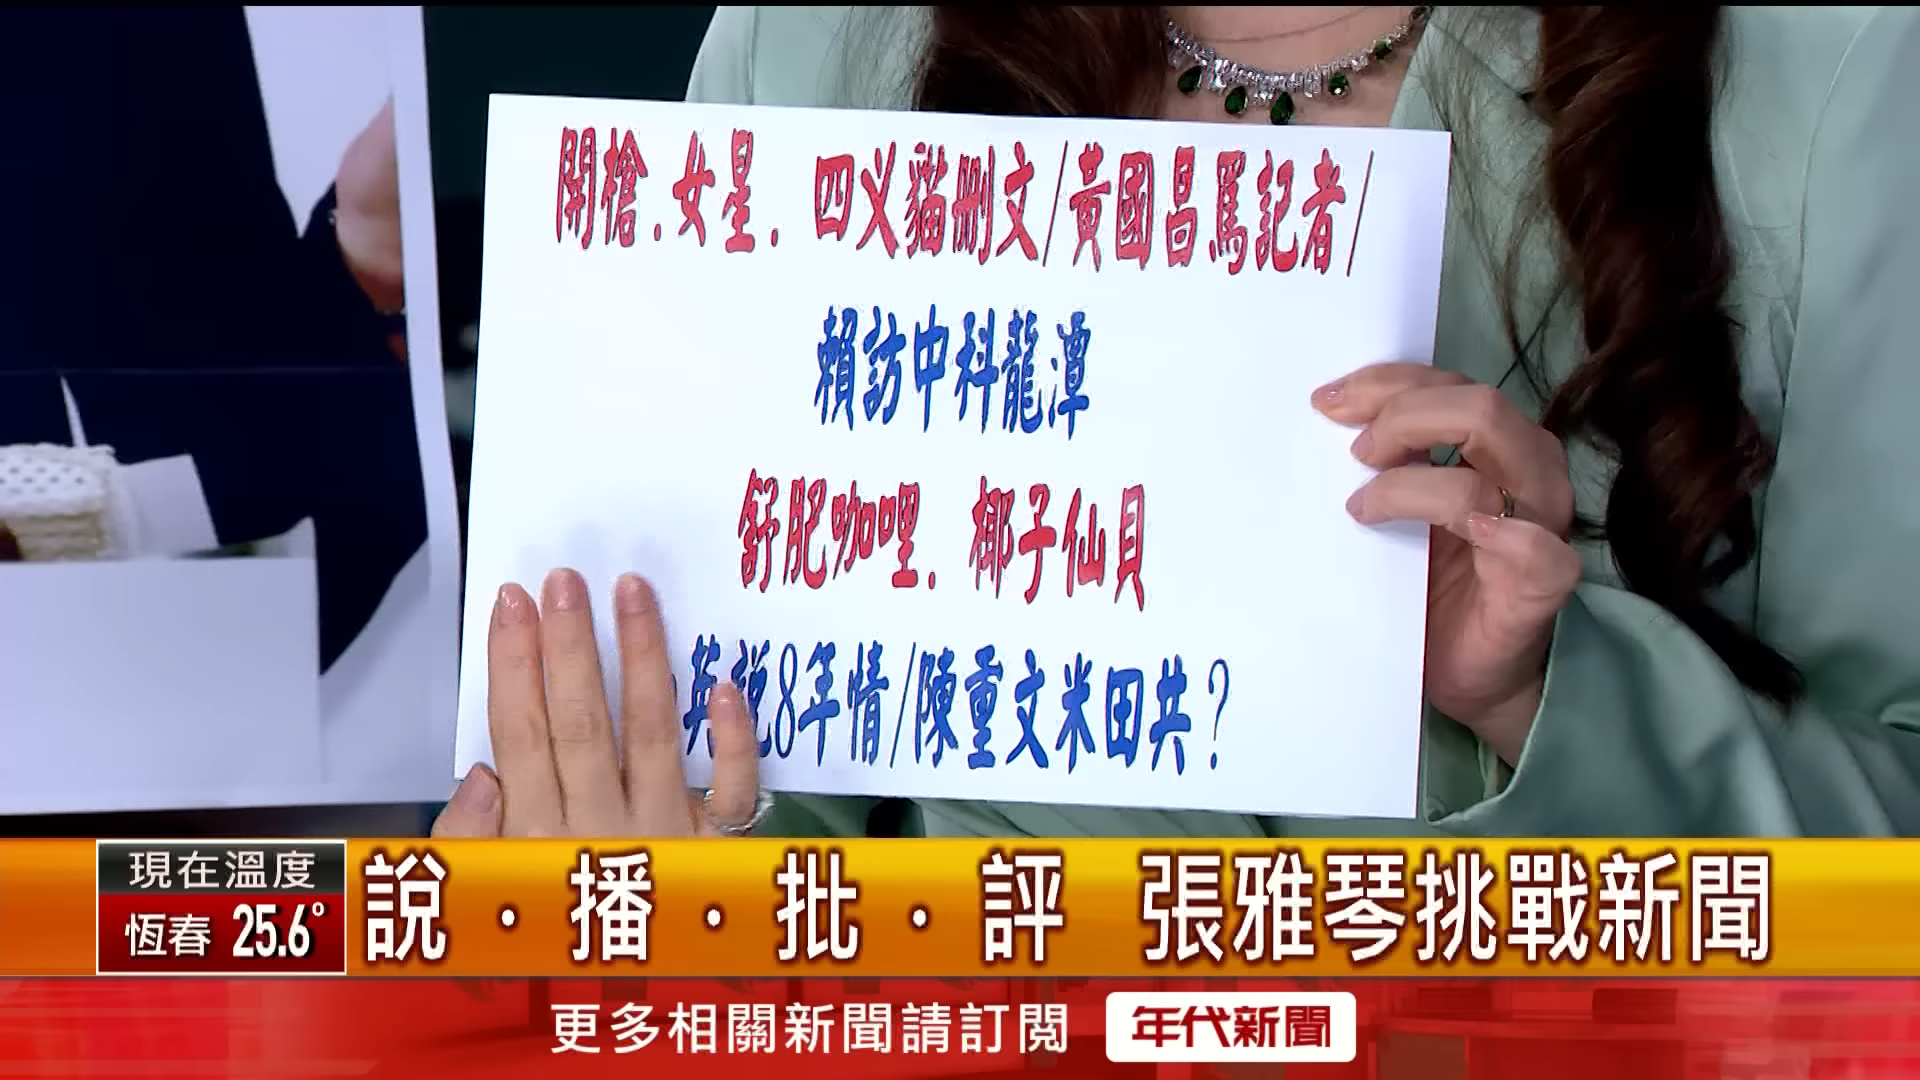 開槍.女星.四叉貓刪文/黃國昌罵記者/
賴訪中科龍潭
舒肥咖哩.椰子仙貝
英說8年情/陳重文米田共?
現在溫度
恆春 25.6°
說・播・批・評 張雅琴挑戰新聞
更多相關新聞請訂閱 年代新聞